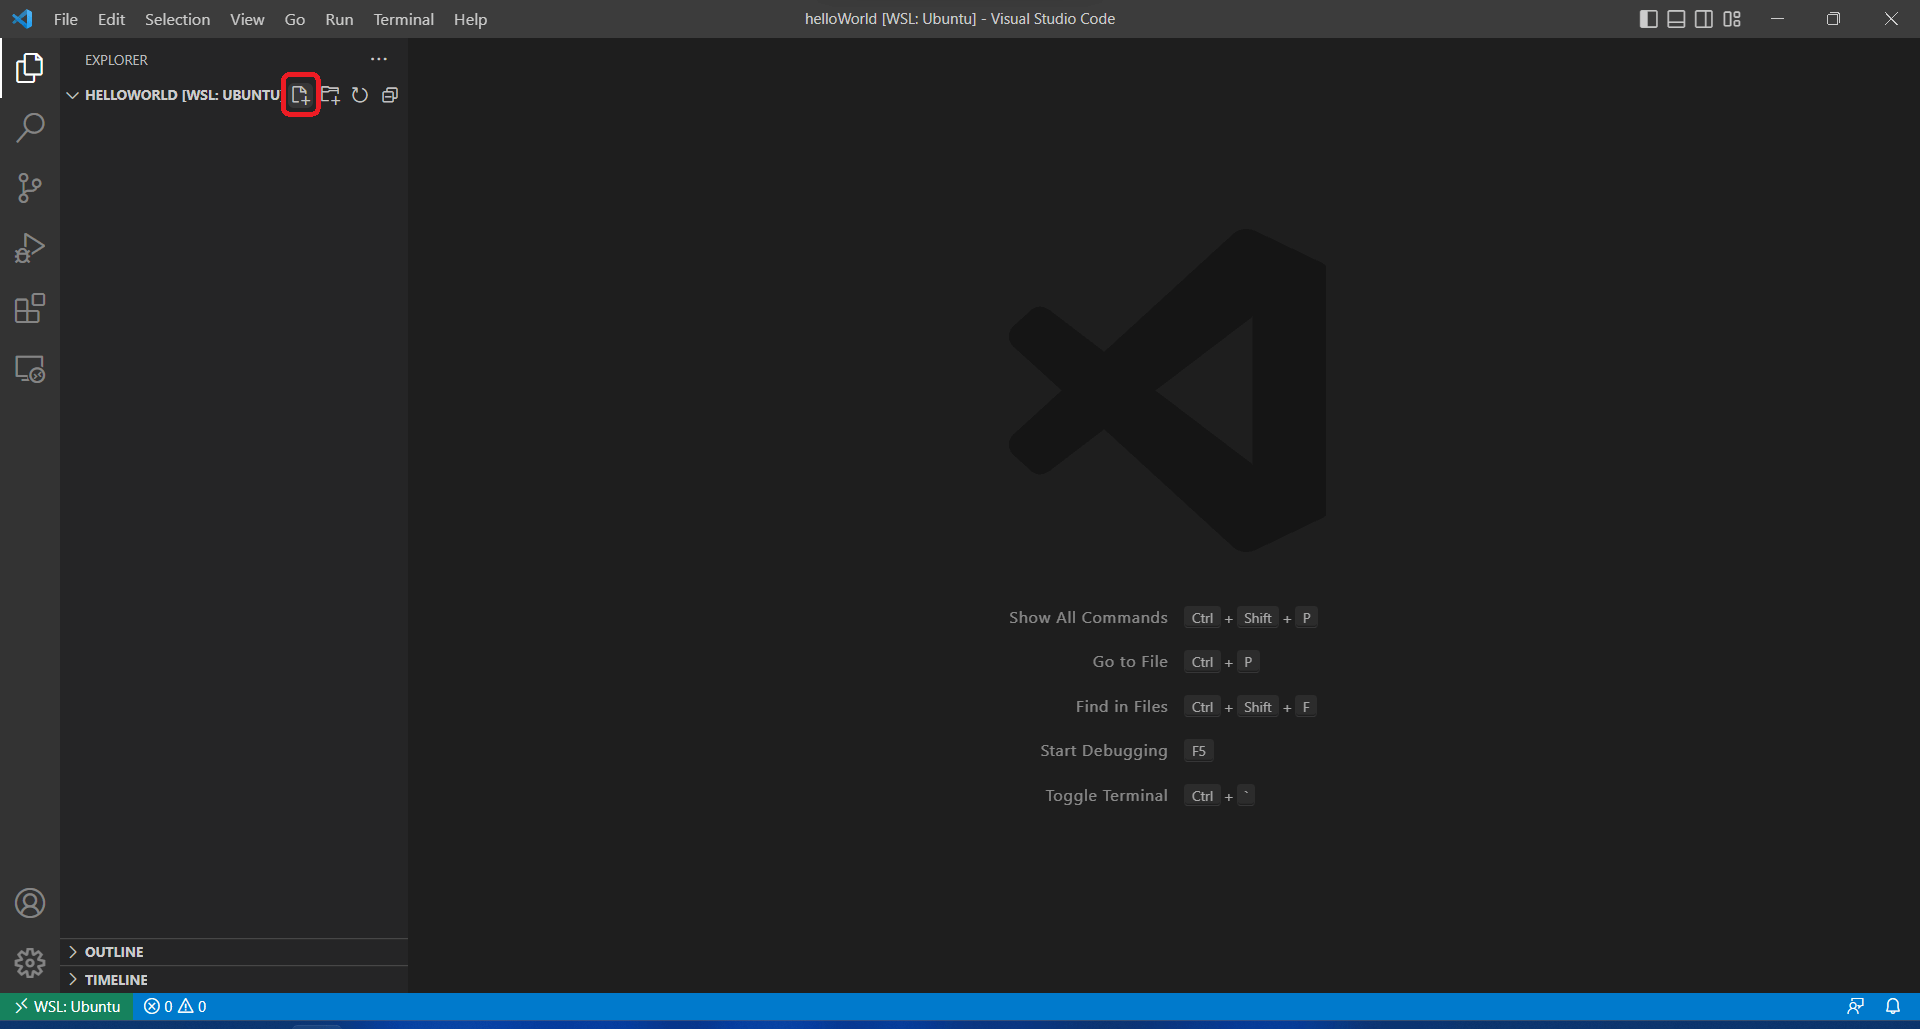 File Edit Selection View Go Run Terminal Help
helloWorld [WSL: Ubuntu] - Visual Studio Code
EXPLORER
HELLOWORLD [WSL: UBUNTU]
Show All Commands Ctrl + Shift + P
Go to File Ctrl + P
Find in Files Ctrl + Shift + F
Start Debugging F5
Toggle Terminal Ctrl + `
OUTLINE
TIMELINE
WSL: Ubuntu 0 0